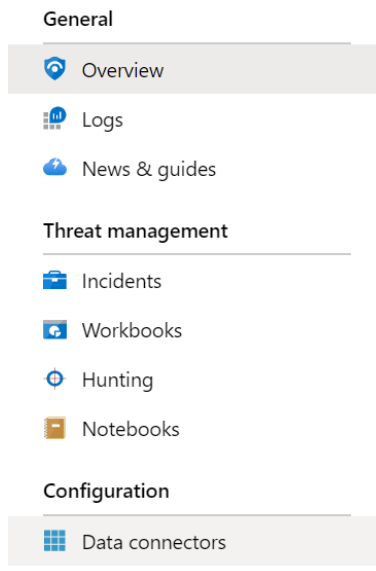 General
Overview
Logs
News & guides
Threat management
Incidents
Workbooks
Hunting
Notebooks
Configuration
Data connectors